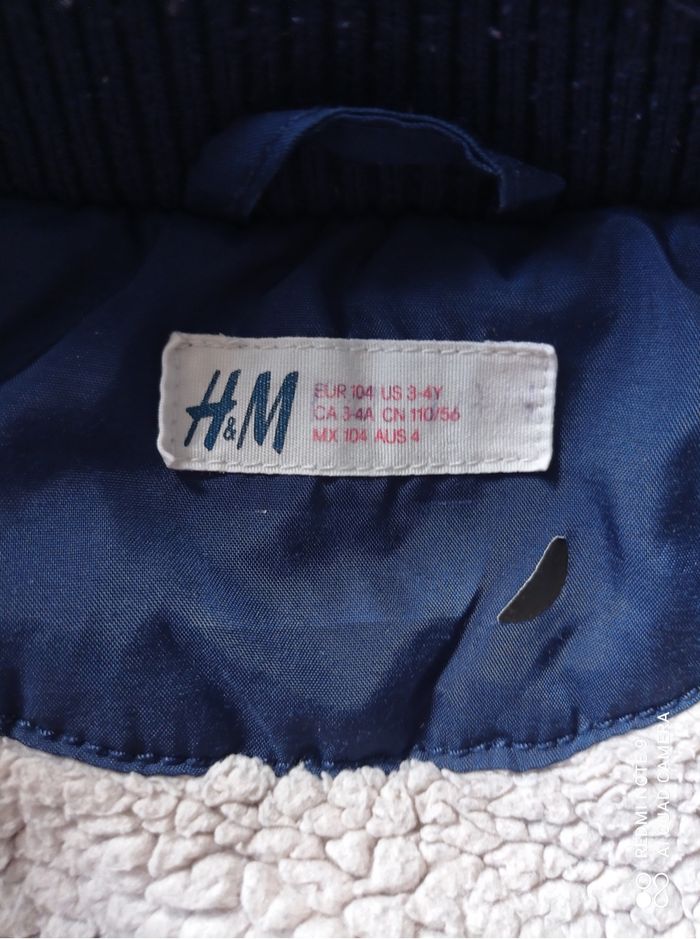 H&M
EUR 104 US 3-4Y
CA 3-4A CN 110/56
MX 104 AUS 4
REDMI NOTE 9
AI QUAD CAMERA